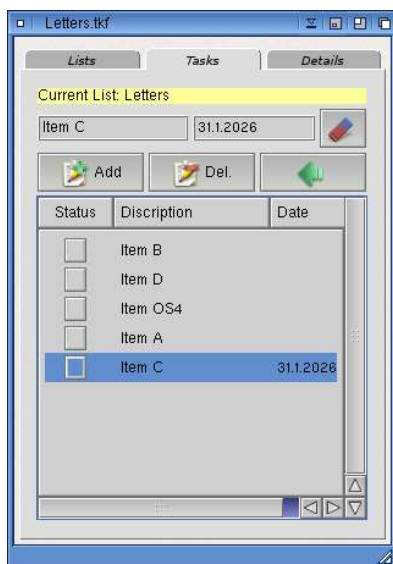 Letters.tkf
Lists Tasks Details
Current List: Letters
Item C 31.1.2026
Add Del.
Status Discription Date
Item B
Item D
Item OS4
Item A
Item C 31.1.2026